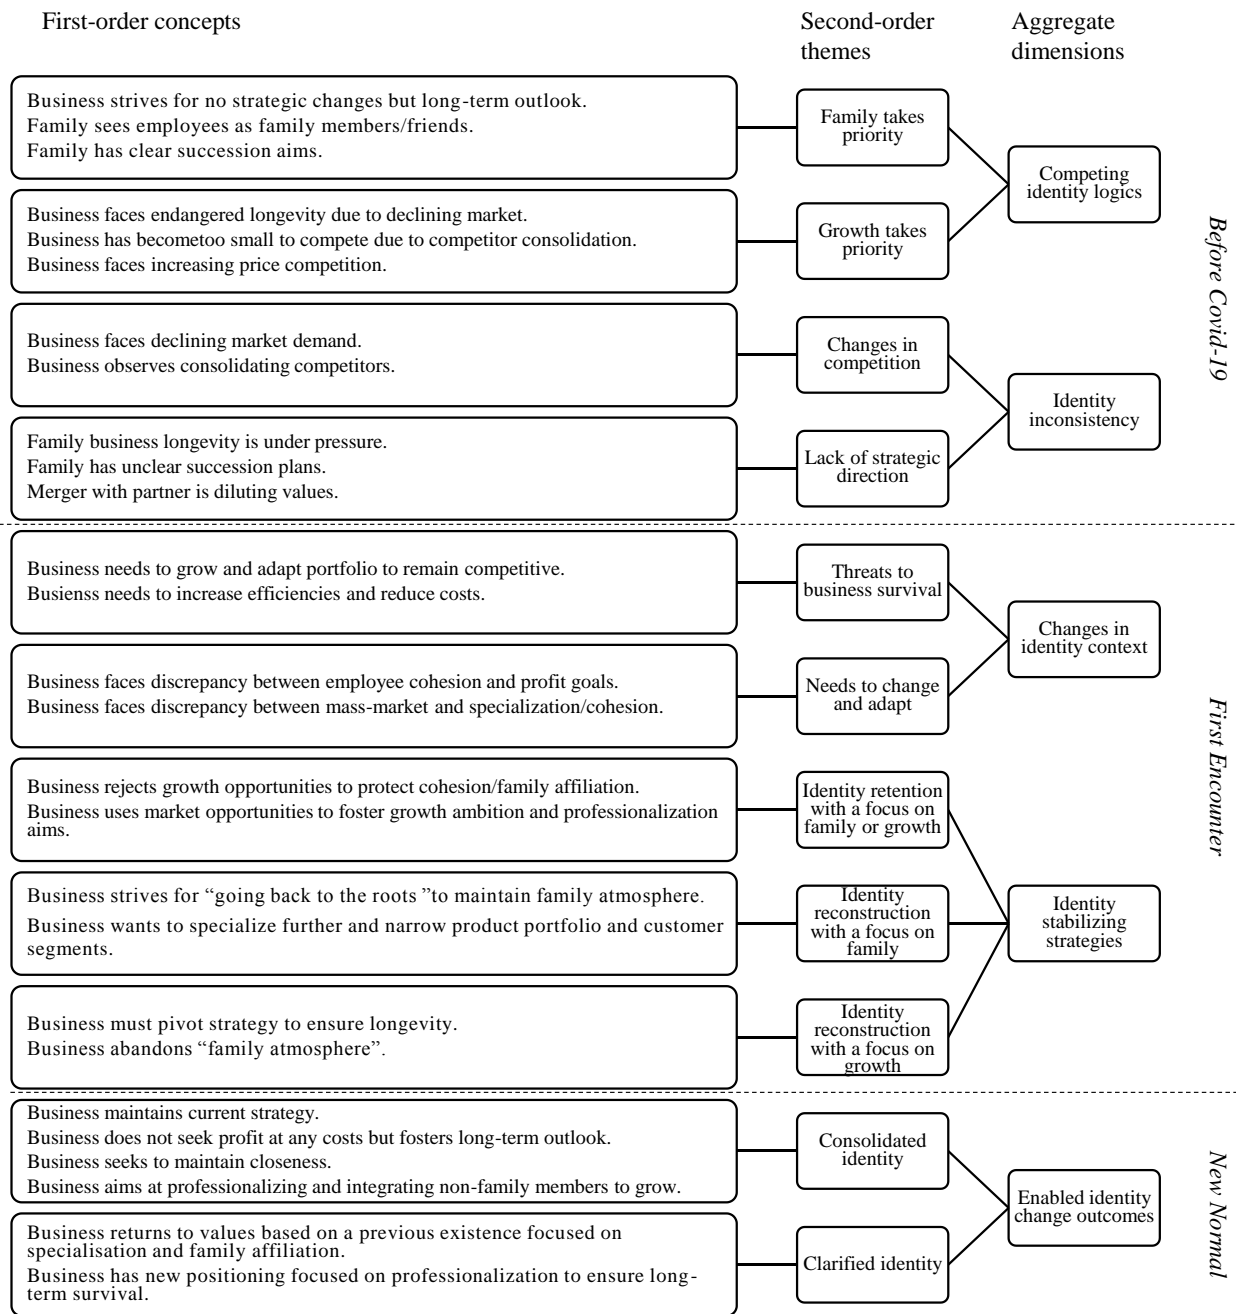 First-order concepts
Second-order
themes
Aggregate
dimensions
Business strives for no strategic changes but long-term outlook.
Family sees employees as family members/friends.
Family has clear succession aims.
Family takes
priority
Competing
identity logics
Business faces endangered longevity due to declining market.
Business has becometoo small to compete due to competitor consolidation.
Business faces increasing price competition.
Growth takes
priority
Before Covid-19
Business faces declining market demand.
Business observes consolidating competitors.
Changes in
competition
Identity
inconsistency
Family business longevity is under pressure.
Family has unclear succession plans.
Merger with partner is diluting values.
Lack of strategic
direction
Business needs to grow and adapt portfolio to remain competitive.
Busienss needs to increase efficiencies and reduce costs.
Threats to
business survival
Changes in
identity context
Business faces discrepancy between employee cohesion and profit goals.
Business faces discrepancy between mass-market and specialization/cohesion.
Needs to change
and adapt
First Encounter
Business rejects growth opportunities to protect cohesion/family affiliation.
Business uses market opportunities to foster growth ambition and professionalization
aims.
Identity retention
with a focus on
family or growth
Business strives for “going back to the roots ”to maintain family atmosphere.
Business wants to specialize further and narrow product portfolio and customer
segments.
Identity
reconstruction
with a focus on
family
Identity
stabilizing
strategies
Business must pivot strategy to ensure longevity.
Business abandons “family atmosphere”.
Identity
reconstruction
with a focus on
growth
Business maintains current strategy.
Business does not seek profit at any costs but fosters long-term outlook.
Business seeks to maintain closeness.
Business aims at professionalizing and integrating non-family members to grow.
Consolidated
identity
Enabled identity
change outcomes
New Normal
Business returns to values based on a previous existence focused on
specialisation and family affiliation.
Business has new positioning focused on professionalization to ensure long-
term survival.
Clarified identity